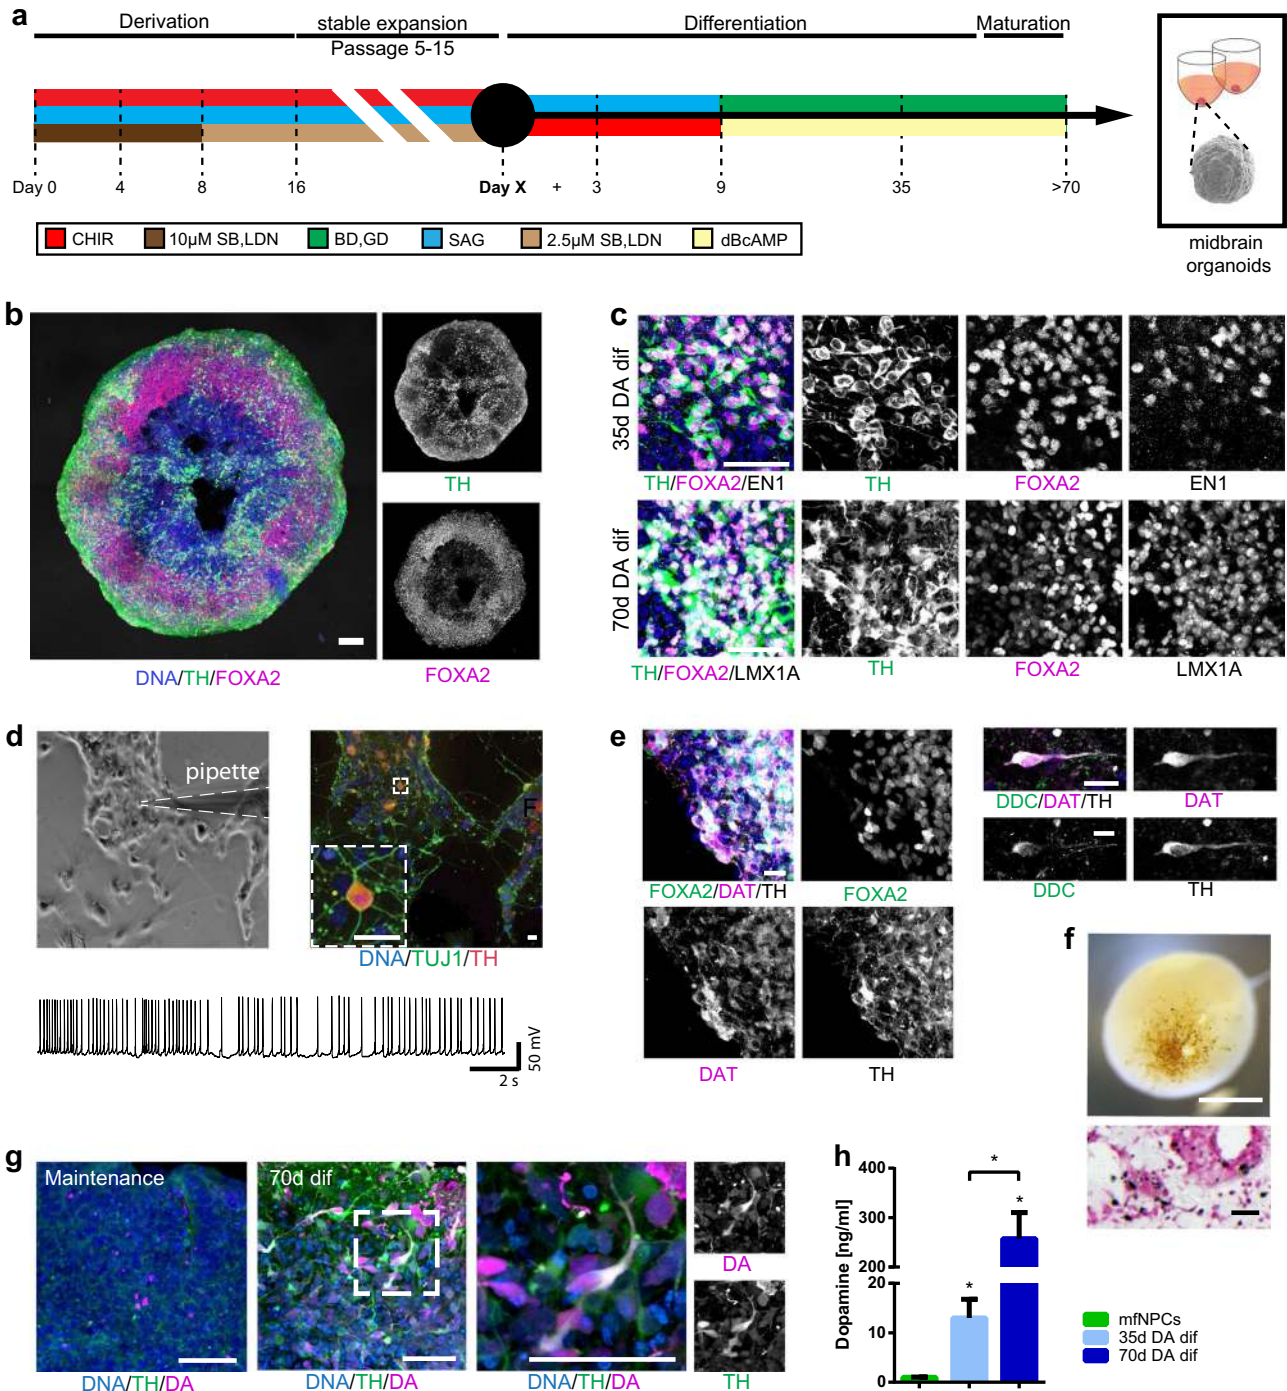 a
Derivation
stable expansion
Passage 5-15
Differentiation
Maturation
Day 0
4
8
16
Day X
+
3
9
35
>70
CHIR
10µM SB,LDN
BD,GD
SAG
2.5µM SB,LDN
dBcAMP
midbrain
organoids
b
DNA/TH/FOXA2
TH
FOXA2
c
35d DA dif
TH/FOXA2/EN1
TH
FOXA2
EN1
70d DA dif
TH/FOXA2/LMX1A
TH
FOXA2
LMX1A
d
pipette
F
DNA/TUJ1/TH
50 mV
2 s
e
FOXA2/DAT/TH
FOXA2
DAT
TH
DDC/DAT/TH
DAT
DDC
TH
f
g
Maintenance
DNA/TH/DA
70d dif
DNA/TH/DA
DNA/TH/DA
DA
TH
h
Dopamine [ng/ml]
400
300
200
20
10
0
*
*
*
mfNPCs
35d DA dif
70d DA dif